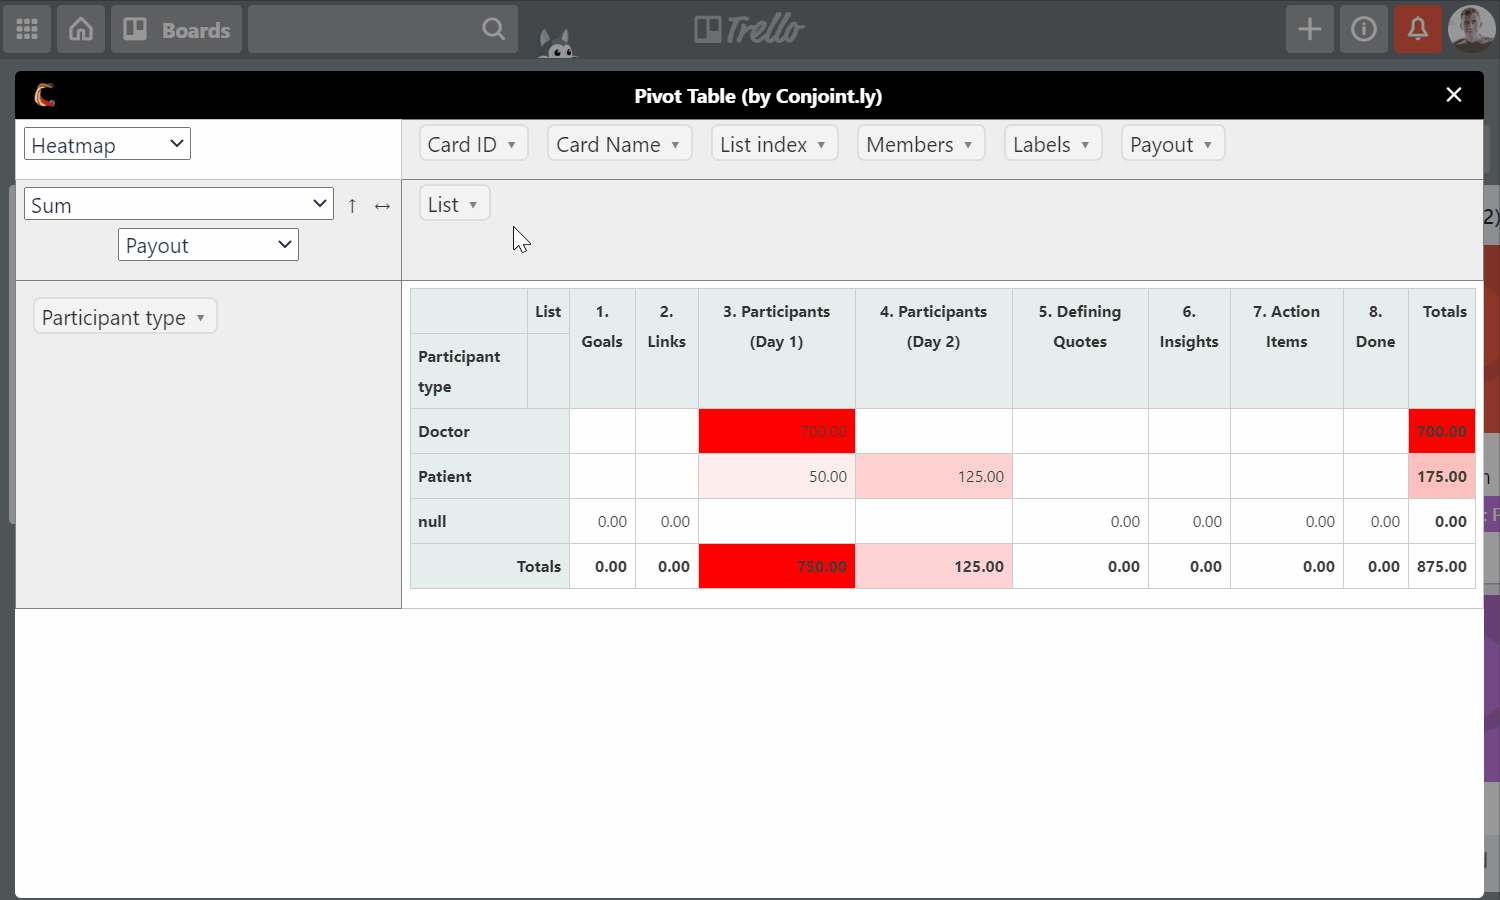 Boards
Trello
Pivot Table (by Conjoint.ly)
Heatmap
Card ID
Card Name
List index
Members
Labels
Payout
Sum
↑ ↔
List
Payout
Participant type
List
1. Goals
2. Links
3. Participants (Day 1)
4. Participants (Day 2)
5. Defining Quotes
6. Insights
7. Action Items
8. Done
Totals
Participant type
Doctor 700.00 700.00
Patient 50.00 125.00 175.00
null 0.00 0.00 0.00 0.00 0.00 0.00 0.00
Totals 0.00 0.00 750.00 125.00 0.00 0.00 0.00 0.00 875.00
2)
: P